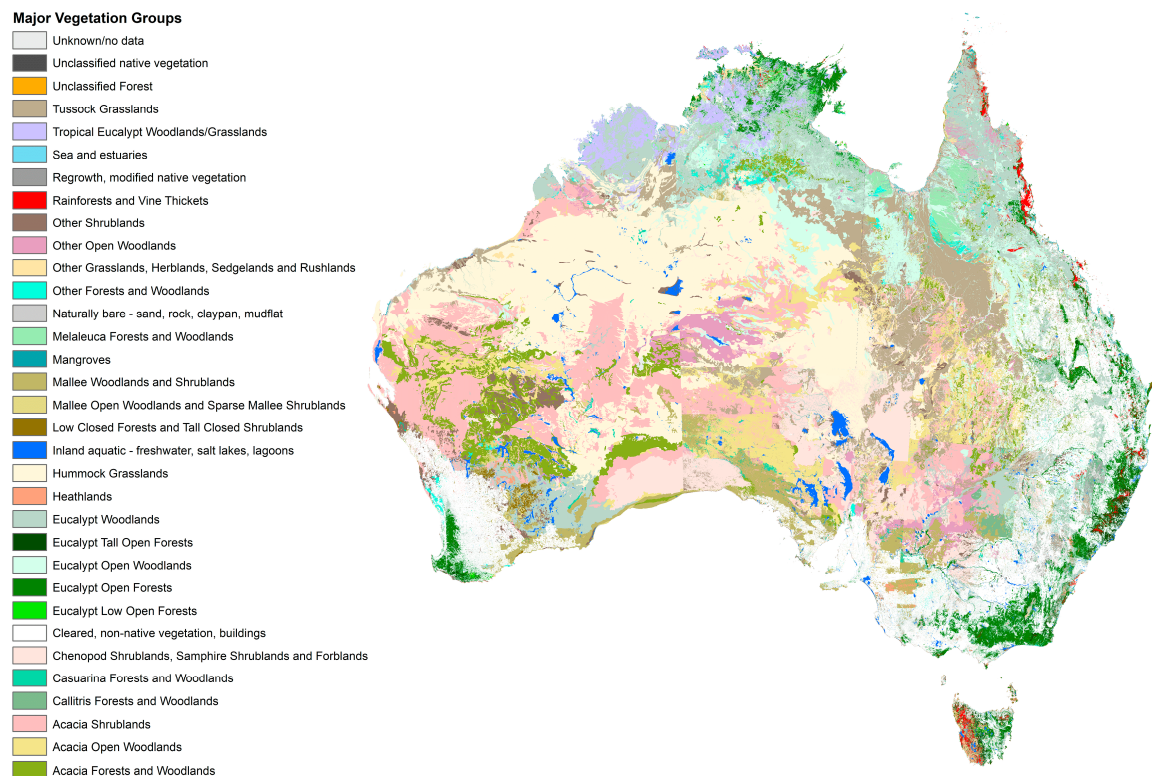 Major Vegetation Groups
Unknown/no data
Unclassified native vegetation
Unclassified Forest
Tussock Grasslands
Tropical Eucalypt Woodlands/Grasslands
Sea and estuaries
Regrowth, modified native vegetation
Rainforests and Vine Thickets
Other Shrublands
Other Open Woodlands
Other Grasslands, Herblands, Sedgelands and Rushlands
Other Forests and Woodlands
Naturally bare - sand, rock, claypan, mudflat
Melaleuca Forests and Woodlands
Mangroves
Mallee Woodlands and Shrublands
Mallee Open Woodlands and Sparse Mallee Shrublands
Low Closed Forests and Tall Closed Shrublands
Inland aquatic - freshwater, salt lakes, lagoons
Hummock Grasslands
Heathlands
Eucalypt Woodlands
Eucalypt Tall Open Forests
Eucalypt Open Woodlands
Eucalypt Open Forests
Eucalypt Low Open Forests
Cleared, non-native vegetation, buildings
Chenopod Shrublands, Samphire Shrublands and Forblands
Casuarina Forests and Woodlands
Callitris Forests and Woodlands
Acacia Shrublands
Acacia Open Woodlands
Acacia Forests and Woodlands